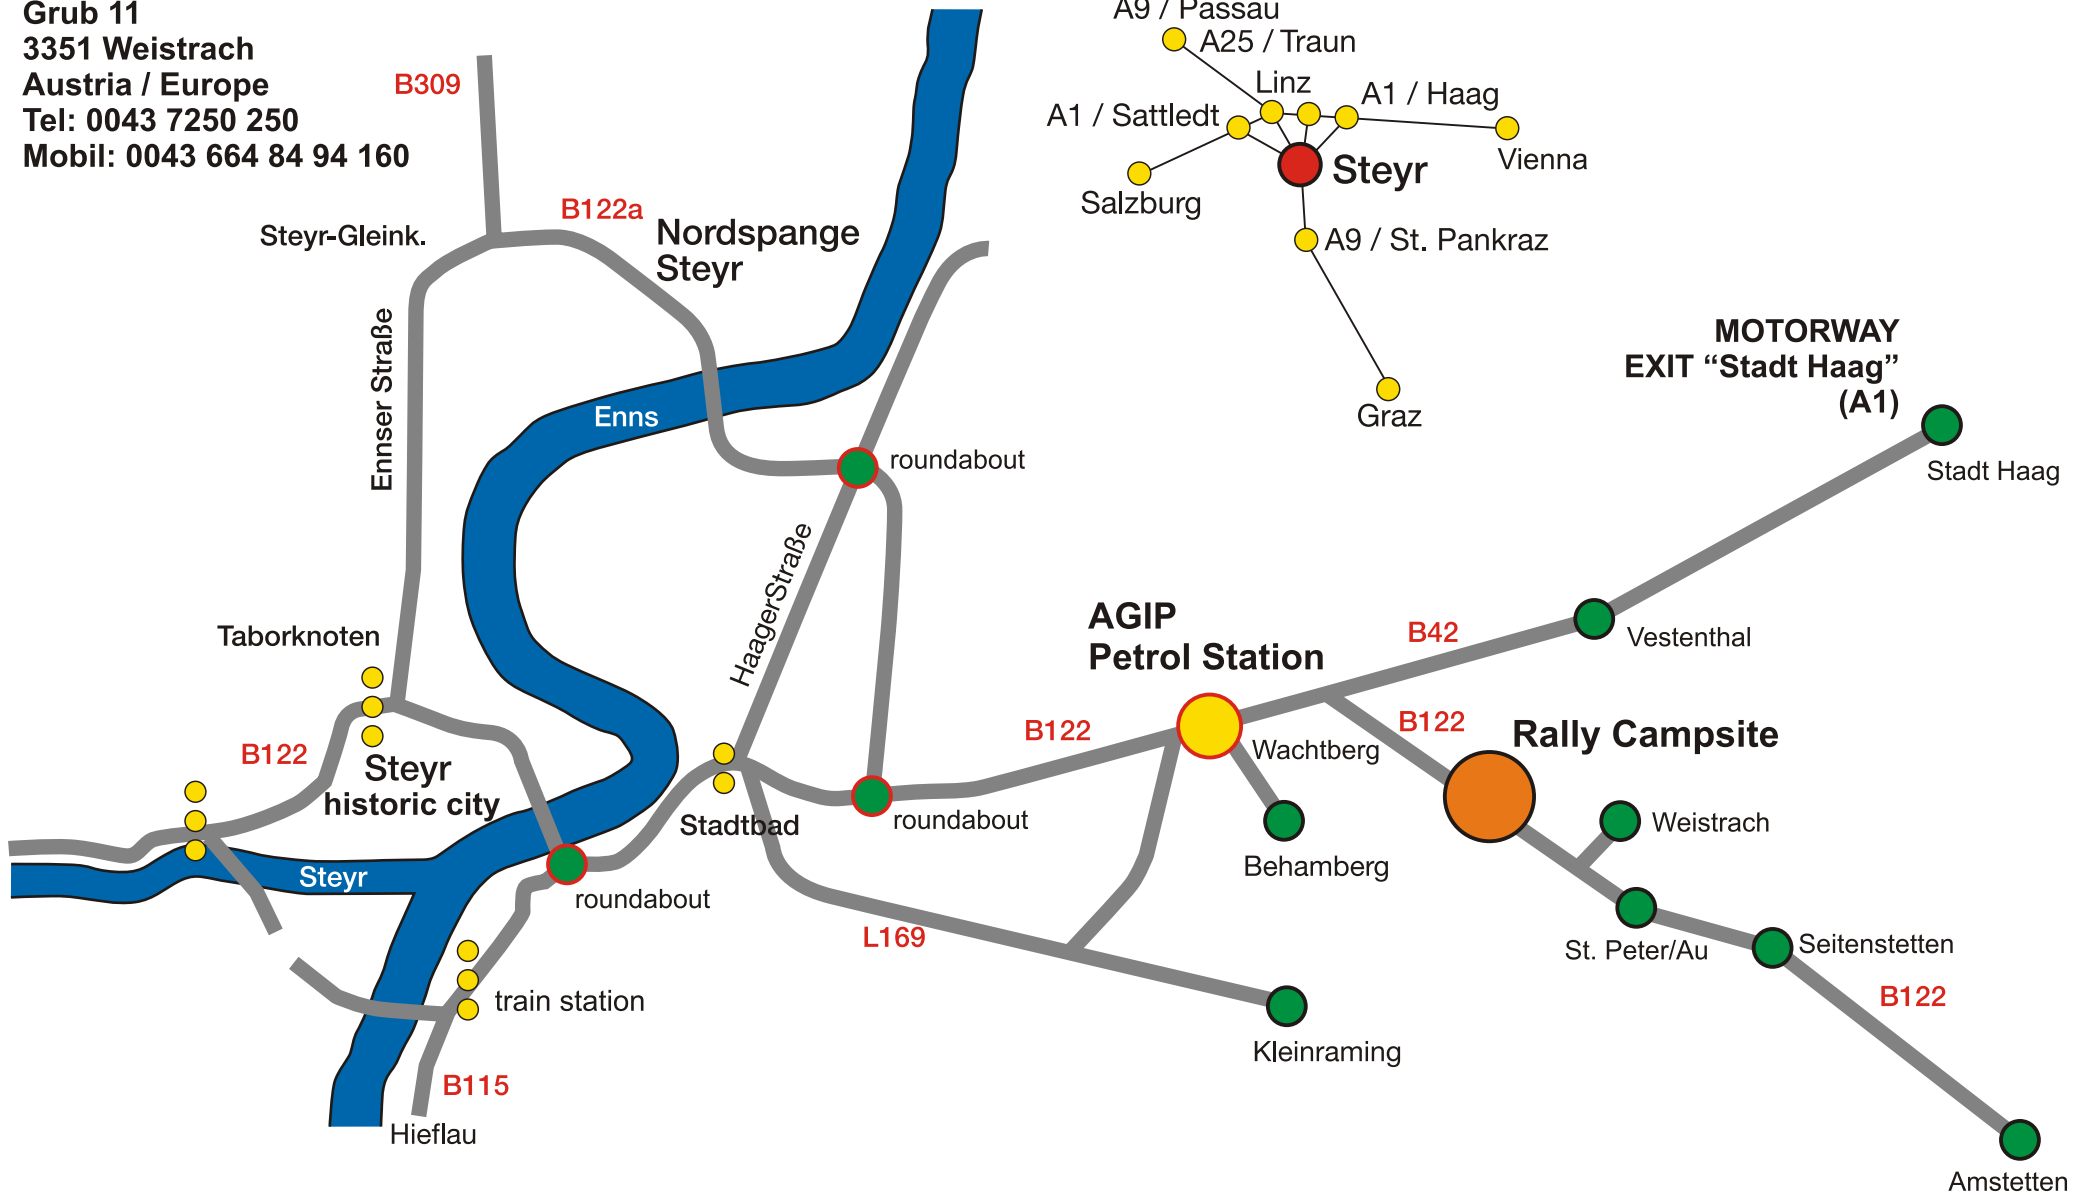 Grub 11
3351 Weistrach
Austria / Europe
Tel: 0043 7250 250
Mobil: 0043 664 84 94 160
B309
B122a
Steyr-Gleink.
Nordspange
Steyr
Ennser Straße
Enns
roundabout
HaagerStraße
Taborknoten
B122
Steyr
historic city
Stadtbad
roundabout
Steyr
roundabout
L169
train station
B115
Hieflau
A9 / Passau
A25 / Traun
Linz
A1 / Haag
A1 / Sattledt
Vienna
Steyr
Salzburg
A9 / St. Pankraz
Graz
MOTORWAY
EXIT “Stadt Haag”
(A1)
Stadt Haag
AGIP
Petrol Station
B42
Vestenthal
B122
B122
Wachtberg
Rally Campsite
Behamberg
Weistrach
St. Peter/Au
Seitenstetten
B122
Kleinraming
Amstetten